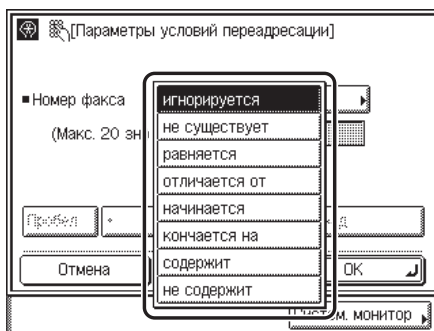 [Параметры условий переадресации]
Номер факса
игнорируется
не существует
(Макс. 20
равняется
отличается от
начинается
Пробел
кончается на
Отмена
содержит
OK
не содержит
монитор